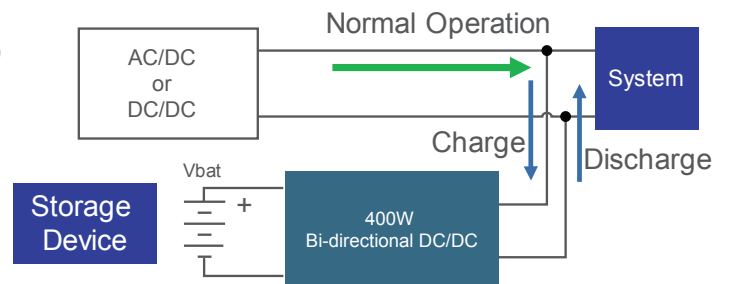 Normal Operation
AC/DC
or
DC/DC
System
Charge
Discharge
Vbat
+
Storage
Device
400W
Bi-directional DC/DC